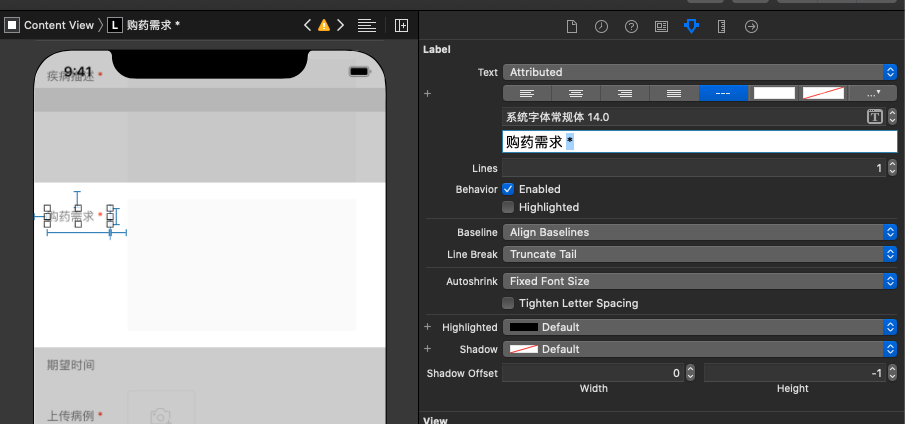 Content View 〉 L 购药需求 *
9:41
疾病描述 *
购药需求 *
期望时间
上传病例 *
Label
Text Attributed
+ --- ...
系统字体常规体 14.0 T
购药需求 *
Lines 1
Behavior Enabled
Highlighted
Baseline Align Baselines
Line Break Truncate Tail
Autoshrink Fixed Font Size
Tighten Letter Spacing
+ Highlighted Default
+ Shadow Default
Shadow Offset 0 -1
Width Height
View